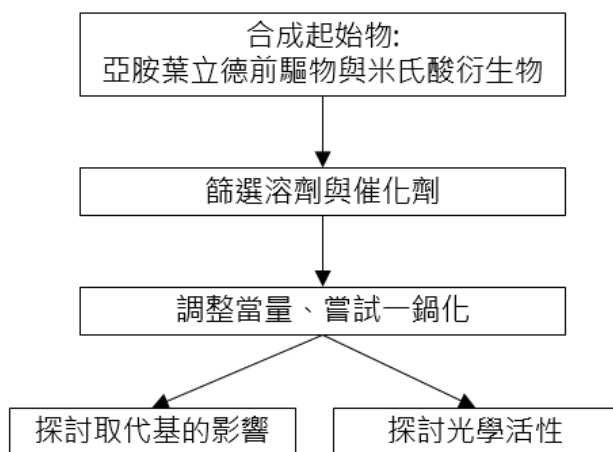 合成起始物:
亞胺葉立德前驅物與米氏酸衍生物
篩選溶劑與催化劑
調整當量、嘗試一鍋化
探討取代基的影響
探討光學活性